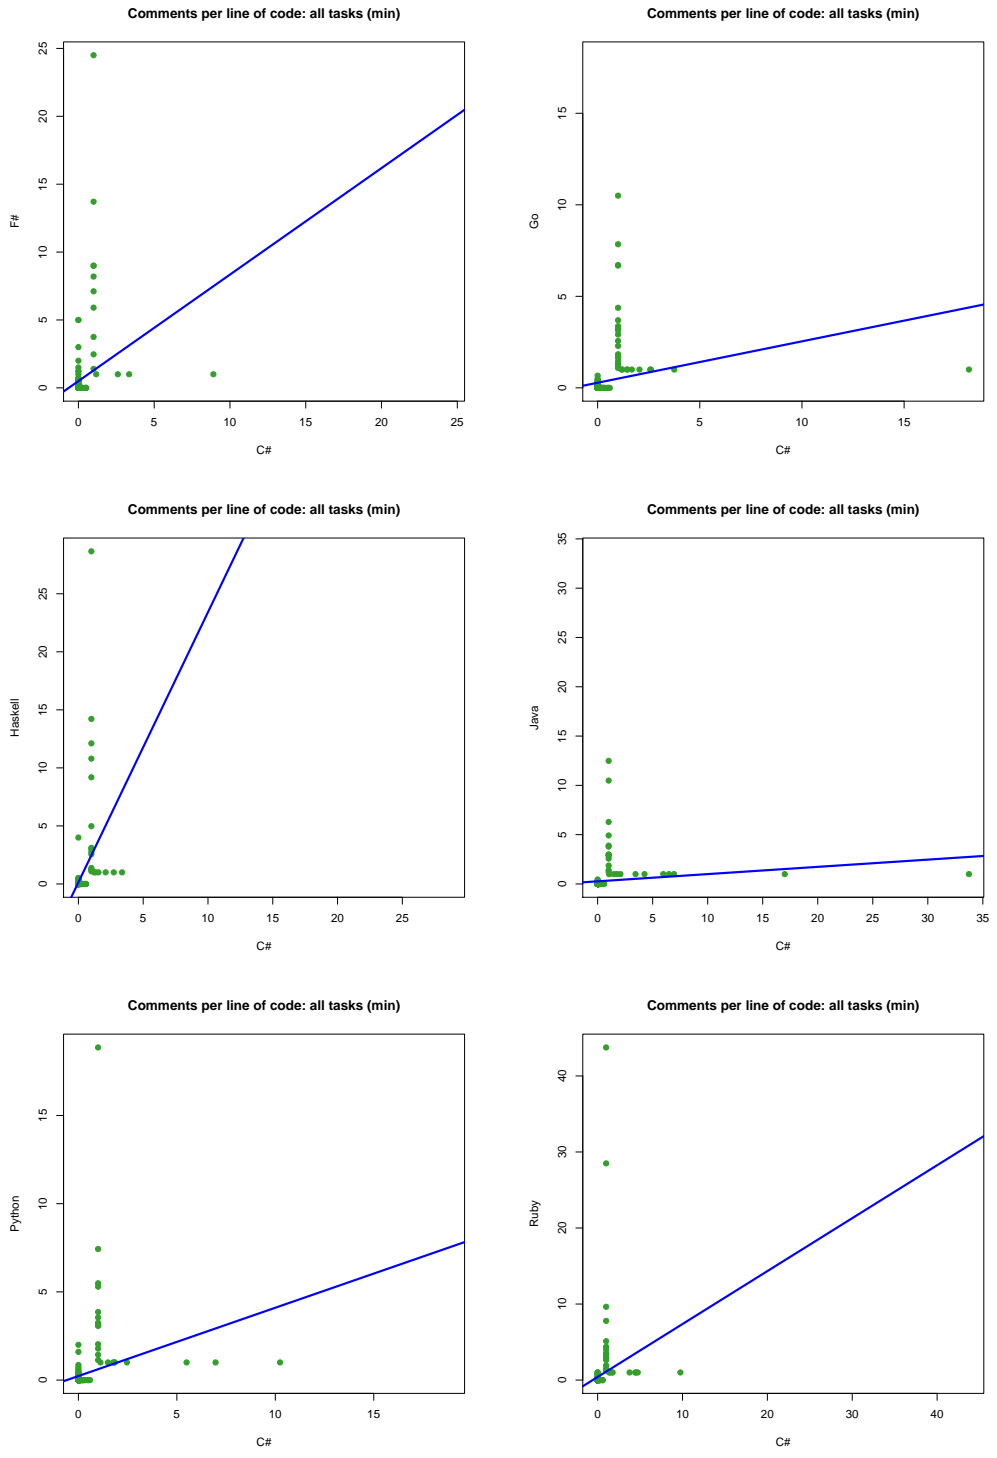 Comments per line of code: all tasks (min)
25
20
15
10
5
0
F#
0 5 10 15 20 25
C#
Comments per line of code: all tasks (min)
15
10
5
0
Go
0 5 10 15
C#
Comments per line of code: all tasks (min)
25
20
15
10
5
0
Haskell
0 5 10 15 20 25
C#
Comments per line of code: all tasks (min)
35
30
25
20
15
10
5
0
Java
0 5 10 15 20 25 30 35
C#
Comments per line of code: all tasks (min)
15
10
5
0
Python
0 5 10 15
C#
Comments per line of code: all tasks (min)
40
30
20
10
0
Ruby
0 10 20 30 40
C#